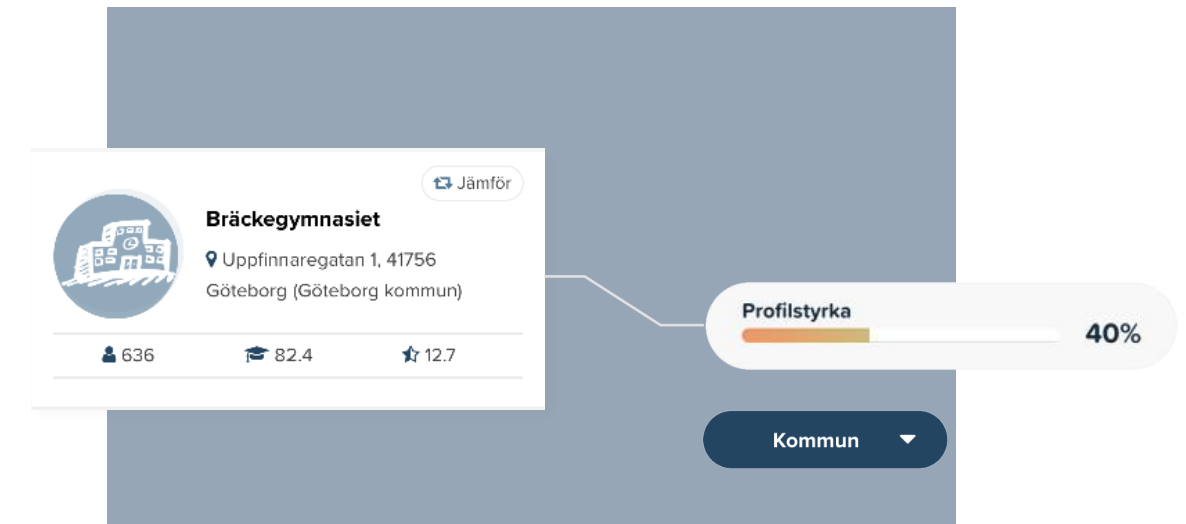 Jämför
Bräckegymnasiet
Uppfinnaregatan 1, 41756
Göteborg (Göteborg kommun)
636 82.4 12.7
Profilstyrka
40%
Kommun